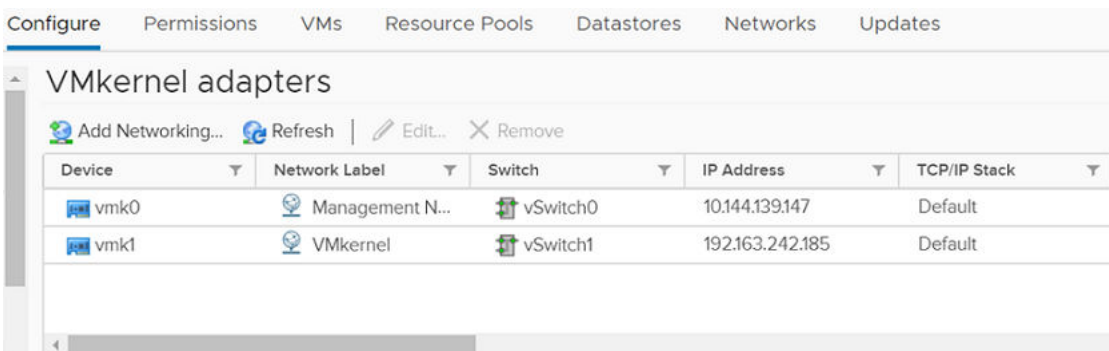 Configure Permissions VMs Resource Pools Datastores Networks Updates
VMkernel adapters
Add Networking... Refresh | Edit... Remove
Device Network Label Switch IP Address TCP/IP Stack
vmk0 Management N... vSwitch0 10.144.139.147 Default
vmk1 VMkernel vSwitch1 192.163.242.185 Default